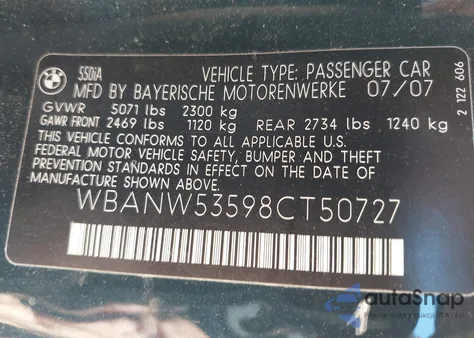 550iA
VEHICLE TYPE: PASSENGER CAR
MFD BY BAYERISCHE MOTORENWERKE 07/07
GVWR 5071 lbs 2300 kg
GAWR FRONT 2469 lbs 1120 kg REAR 2734 lbs 1240 kg
THIS VEHICLE CONFORMS TO ALL APPLICABLE U.S.
FEDERAL MOTOR VEHICLE SAFETY, BUMPER AND THEFT
PREVENTION STANDARDS IN EFFECT ON THE DATE OF
MANUFACTURE SHOWN ABOVE.
WBANW53598CT50727
2 122 606
autoSnap